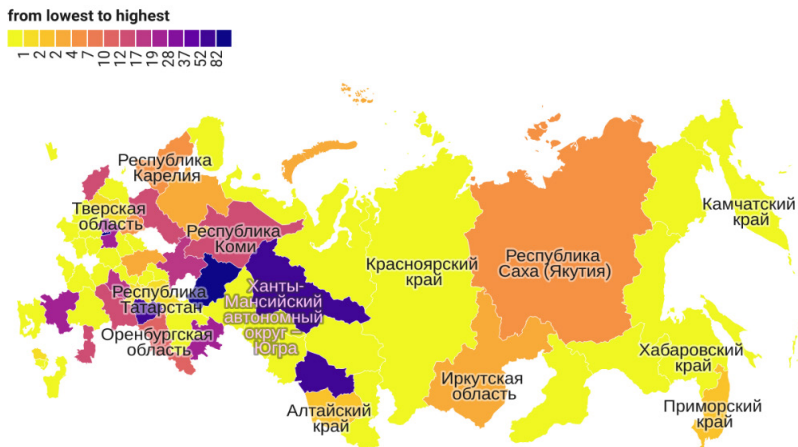 from lowest to highest
1 2 2 4 7 10 12 17 19 28 37 52 82
Республика
Карелия
Тверская
область
Республика
Коми
Камчатский
край
Красноярский
край
Республика
Саха (Якутия)
Ханты-
Мансийский
автономный
округ –
Югра
Республика
Татарстан
Оренбургская
область
Хабаровский
край
Иркутская
область
Алтайский
край
Приморский
край